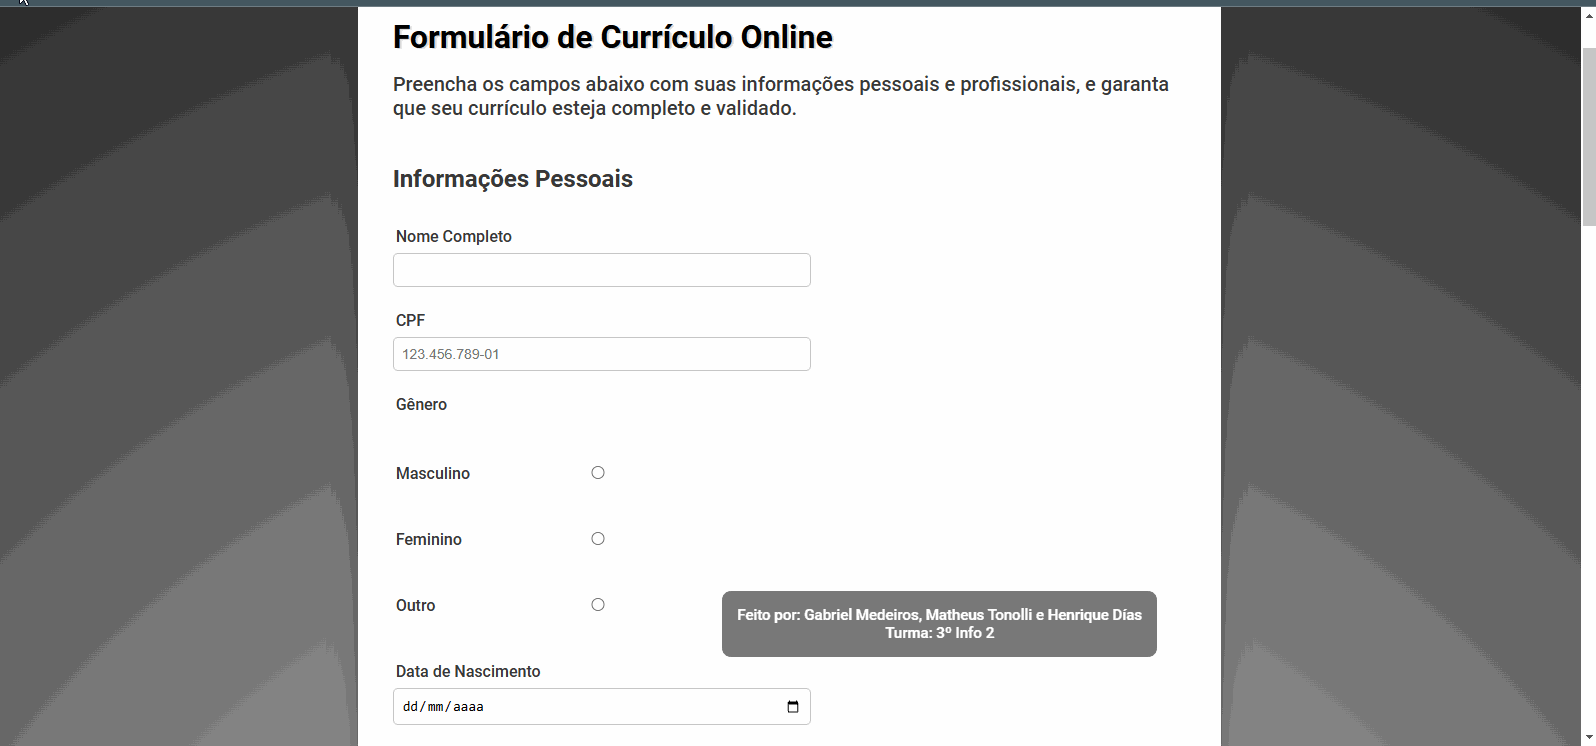 Formulário de Currículo Online
Preencha os campos abaixo com suas informações pessoais e profissionais, e garanta
que seu currículo esteja completo e validado.
Informações Pessoais
Nome Completo
CPF
123.456.789-01
Gênero
Masculino
Feminino
Outro
Feito por: Gabriel Medeiros, Matheus Tonolli e Henrique Días
Turma: 3º Info 2
Data de Nascimento
dd/mm/aaaa